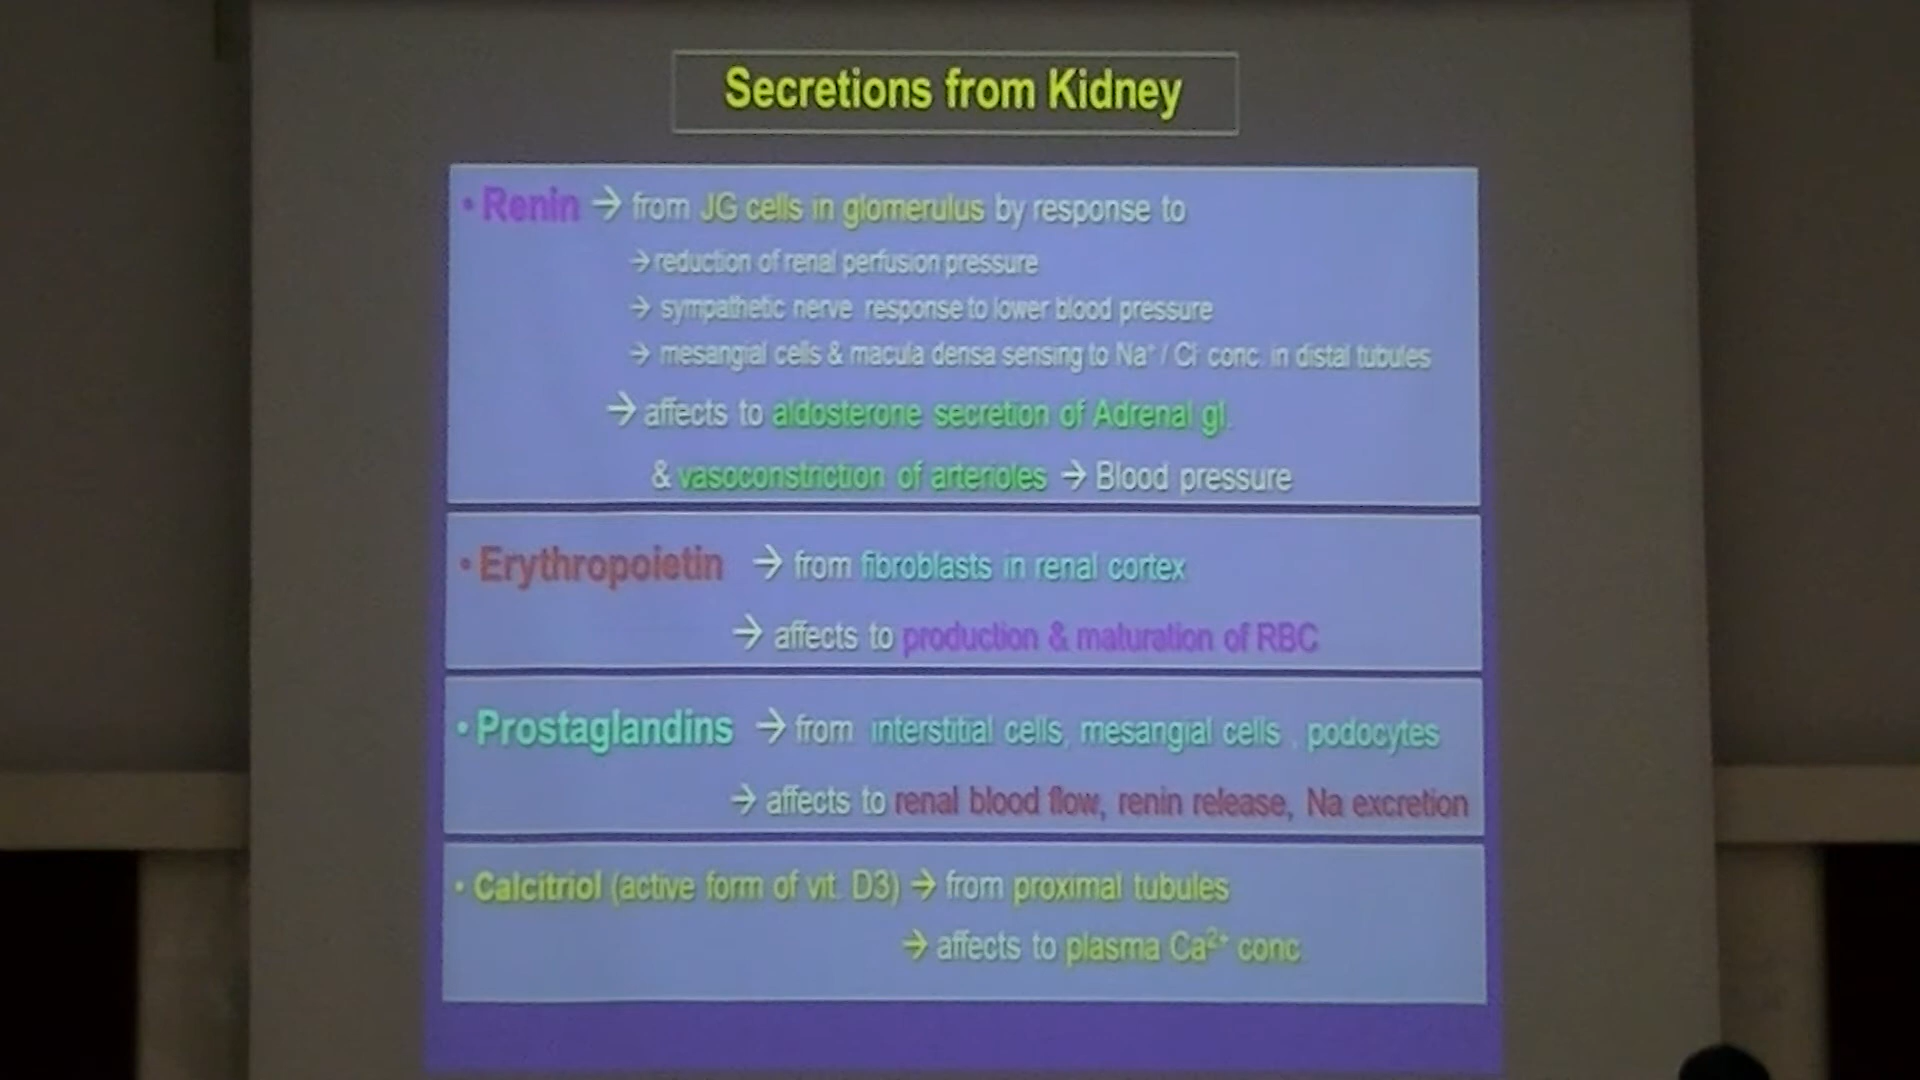 Secretions from Kidney
• Renin → from JG cells in glomerulus by response to
→ reduction of renal perfusion pressure
→ sympathetic nerve response to lower blood pressure
→ mesangial cells & macula densa sensing to Na⁺ / Cl⁻ conc. in distal tubules
→ affects to aldosterone secretion of Adrenal gl.
& vasoconstriction of arterioles → Blood pressure
• Erythropoietin → from fibroblasts in renal cortex
→ affects to production & maturation of RBC
• Prostaglandins → from interstitial cells, mesangial cells , podocytes
→ affects to renal blood flow, renin release, Na excretion
• Calcitriol (active form of vit. D3) → from proximal tubules
→ affects to plasma Ca²⁺ conc.